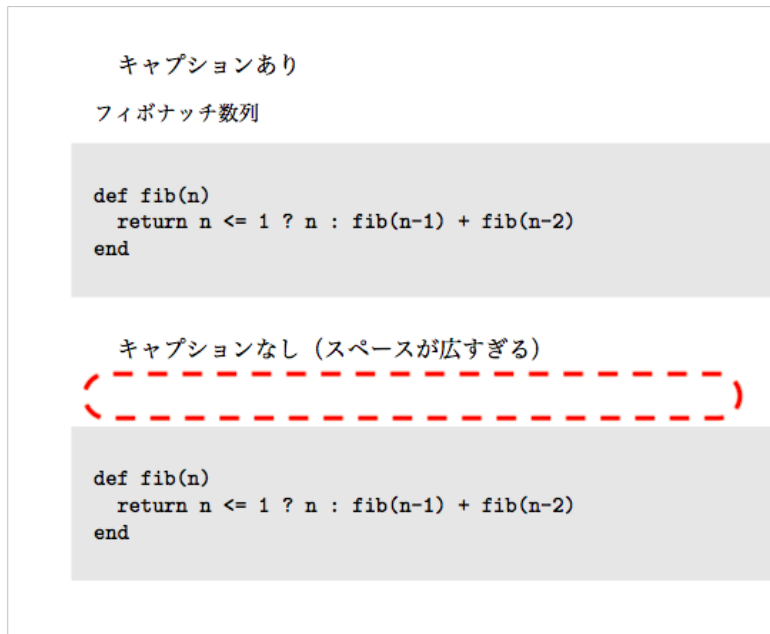 キャプションあり
フィボナッチ数列
def fib(n)
  return n <= 1 ? n : fib(n-1) + fib(n-2)
end
キャプションなし（スペースが広すぎる）
def fib(n)
  return n <= 1 ? n : fib(n-1) + fib(n-2)
end